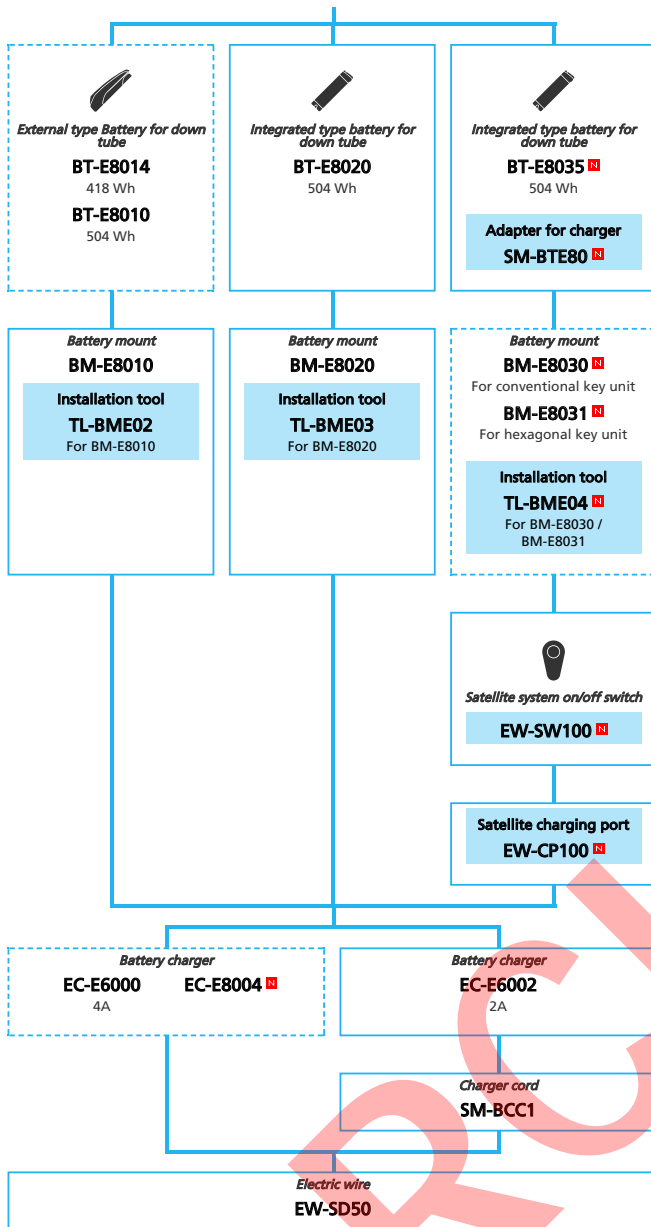 External type Battery for down
tube
BT-E8014
418 Wh
BT-E8010
504 Wh
Integrated type battery for
down tube
BT-E8020
504 Wh
Integrated type battery for
down tube
BT-E8035 N
504 Wh
Adapter for charger
SM-BTE80 N
Battery mount
BM-E8010
Installation tool
TL-BME02
For BM-E8010
Battery mount
BM-E8020
Installation tool
TL-BME03
For BM-E8020
Battery mount
BM-E8030 N
For conventional key unit
BM-E8031 N
For hexagonal key unit
Installation tool
TL-BME04 N
For BM-E8030 /
BM-E8031
Satellite system on/off switch
EW-SW100 N
Satellite charging port
EW-CP100 N
Battery charger
EC-E6000 EC-E8004 N
4A
Battery charger
EC-E6002
2A
Charger cord
SM-BCC1
Electric wire
EW-SD50
RCH